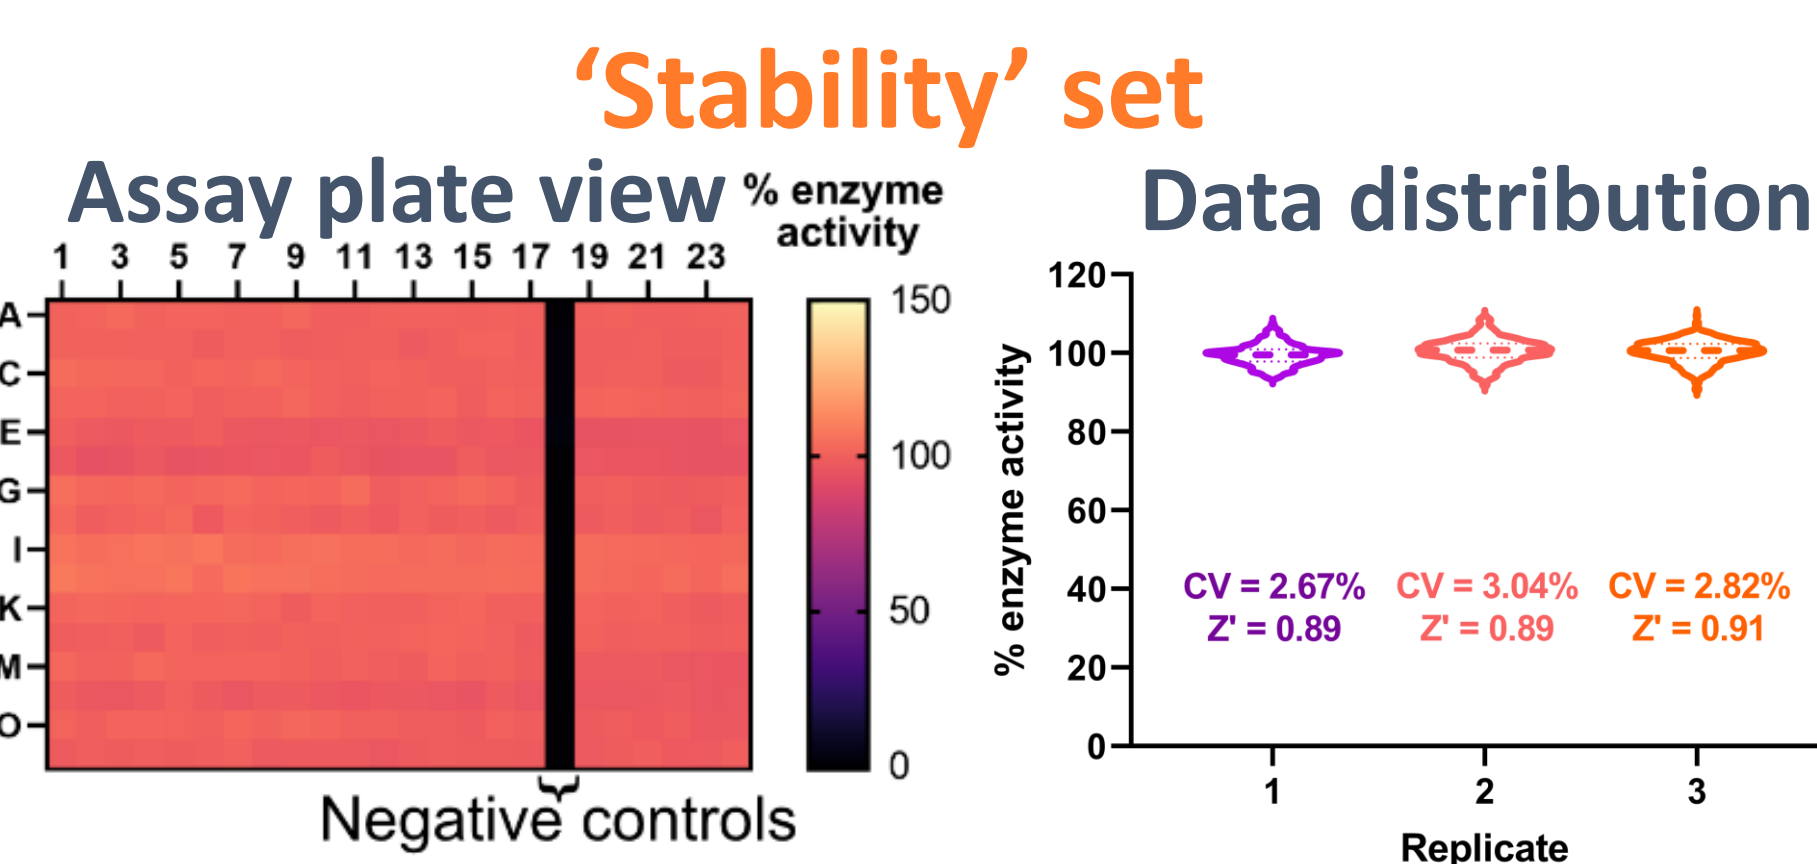 ‘Stability’ set
Assay plate view
% enzyme
activity
1 3 5 7 9 11 13 15 17 19 21 23
A
C
E
G
I
K
M
O
150
100
50
0
Negative controls
Data distribution
120
100
80
60
40
20
0
% enzyme activity
CV = 2.67%
Z' = 0.89
CV = 3.04%
Z' = 0.89
CV = 2.82%
Z' = 0.91
1 2 3
Replicate